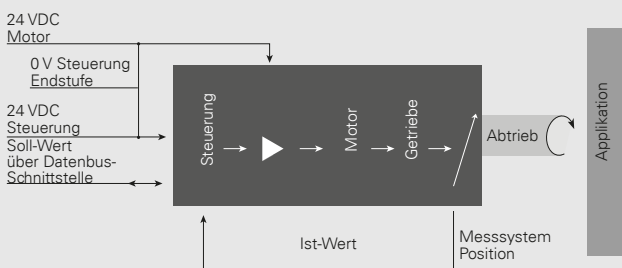 24 VDC
Motor
0 V Steuerung
Endstufe
24 VDC
Steuerung
Soll-Wert
über Datenbus-
Schnittstelle
Steuerung
Motor
Getriebe
Abtrieb
Applikation
Ist-Wert
Messsystem
Position